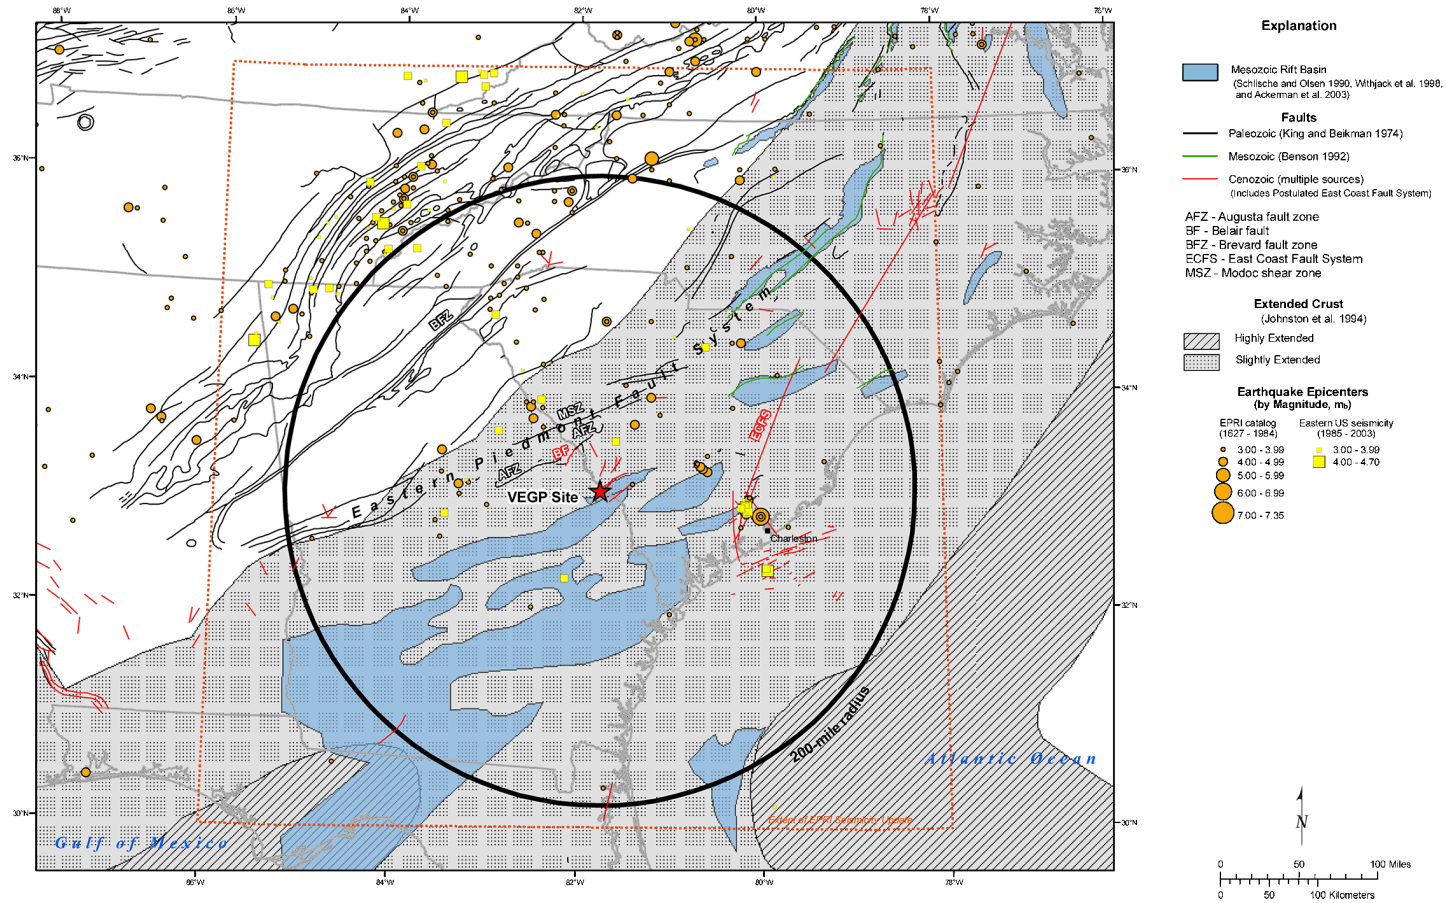 88°W 86°W 82°W 80°W 78°W 76°W
36°N
34°N
32°N
30°N
36°N
34°N
32°N
30°N
86°W 84°W 82°W 80°W 78°W
BFZ
Eastern Piedmont Fault System
MSZ
AFZ
BF
AFZ
ECFS
VEGP Site
Charleston
200-mile radius
Atlantic Ocean
Gulf of Mexico
Extent of EPRI Seismicity Update
Explanation
Mesozoic Rift Basin
(Schlische and Olsen 1990, Withjack et al. 1998,
and Ackerman et al. 2003)
Faults
Paleozoic (King and Beikman 1974)
Mesozoic (Benson 1992)
Cenozoic (multiple sources)
(Includes Postulated East Coast Fault System)
AFZ - Augusta fault zone
BF - Belair fault
BFZ - Brevard fault zone
ECFS - East Coast Fault System
MSZ - Modoc shear zone
Extended Crust
(Johnston et al. 1994)
Highly Extended
Slightly Extended
Earthquake Epicenters
(by Magnitude, mb)
EPRI catalog
(1627 - 1984)
3.00 - 3.99
4.00 - 4.99
5.00 - 5.99
6.00 - 6.99
7.00 - 7.35
Eastern US seismicity
(1985 - 2003)
3.00 - 3.99
4.00 - 4.70
N
0 50 100 Miles
0 50 100 Kilometers